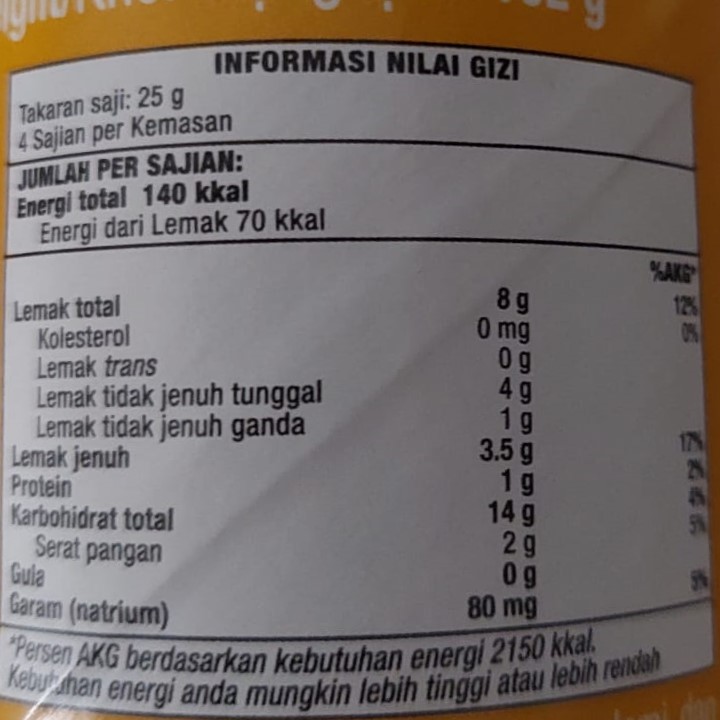 INFORMASI NILAI GIZI
Takaran saji: 25 g
4 Sajian per Kemasan
JUMLAH PER SAJIAN:
Energi total 140 kkal
Energi dari Lemak 70 kkal
%AKG*
Lemak total 8 g 12%
Kolesterol 0 mg 0%
Lemak trans 0 g
Lemak tidak jenuh tunggal 4 g
Lemak tidak jenuh ganda 1 g
Lemak jenuh 3.5 g 17%
Protein 1 g 2%
Karbohidrat total 14 g 4%
Serat pangan 2 g 5%
Gula 0 g
Garam (natrium) 80 mg 5%
*Persen AKG berdasarkan kebutuhan energi 2150 kkal.
Kebutuhan energi anda mungkin lebih tinggi atau lebih rendah